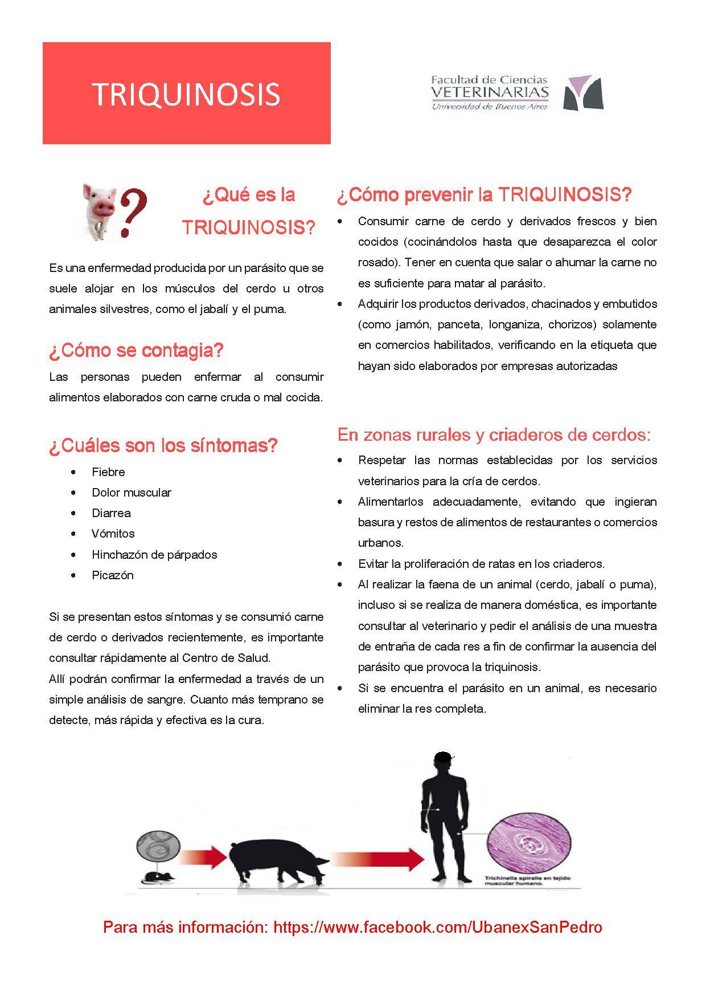 TRIQUINOSIS
Facultad de Ciencias
VETERINARIAS
Universidad de Buenos Aires
¿Qué es la
TRIQUINOSIS?
Es una enfermedad producida por un parásito que se
suele alojar en los músculos del cerdo u otros
animales silvestres, como el jabalí y el puma.
¿Cómo se contagia?
Las personas pueden enfermar al consumir
alimentos elaborados con carne cruda o mal cocida.
¿Cuáles son los síntomas?
• Fiebre
• Dolor muscular
• Diarrea
• Vómitos
• Hinchazón de párpados
• Picazón
Si se presentan estos síntomas y se consumió carne
de cerdo o derivados recientemente, es importante
consultar rápidamente al Centro de Salud.
Allí podrán confirmar la enfermedad a través de un
simple análisis de sangre. Cuanto más temprano se
detecte, más rápida y efectiva es la cura.
¿Cómo prevenir la TRIQUINOSIS?
• Consumir carne de cerdo y derivados frescos y bien
cocidos (cocinándolos hasta que desaparezca el color
rosado). Tener en cuenta que salar o ahumar la carne no
es suficiente para matar al parásito.
• Adquirir los productos derivados, chacinados y embutidos
(como jamón, panceta, longaniza, chorizos) solamente
en comercios habilitados, verificando en la etiqueta que
hayan sido elaborados por empresas autorizadas
En zonas rurales y criaderos de cerdos:
• Respetar las normas establecidas por los servicios
veterinarios para la cría de cerdos.
• Alimentarlos adecuadamente, evitando que ingieran
basura y restos de alimentos de restaurantes o comercios
urbanos.
• Evitar la proliferación de ratas en los criaderos.
• Al realizar la faena de un animal (cerdo, jabalí o puma),
incluso si se realiza de manera doméstica, es importante
consultar al veterinario y pedir el análisis de una muestra
de entraña de cada res a fin de confirmar la ausencia del
parásito que provoca la triquinosis.
• Si se encuentra el parásito en un animal, es necesario
eliminar la res completa.
Trichinella spiralis en tejido
muscular humano.
Para más información: https://www.facebook.com/UbanexSanPedro